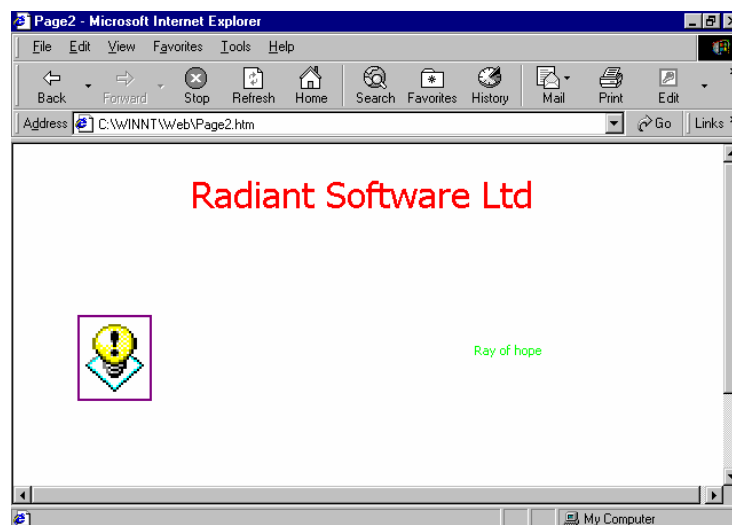 Page2 - Microsoft Internet Explorer
File Edit View Favorites Tools Help
Back Forward Stop Refresh Home Search Favorites History Mail Print Edit
Address C:\WINNT\Web\Page2.htm Go Links
Radiant Software Ltd
Ray of hope
My Computer